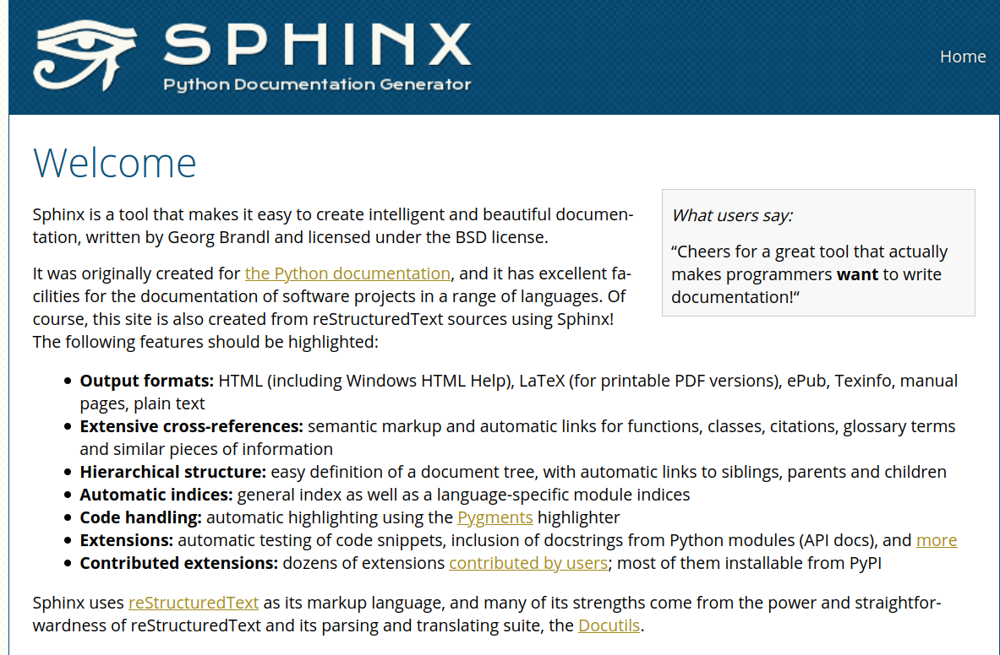 SPHINX
Python Documentation Generator
Home
Welcome
Sphinx is a tool that makes it easy to create intelligent and beautiful documen-
tation, written by Georg Brandl and licensed under the BSD license.
It was originally created for the Python documentation, and it has excellent fa-
cilities for the documentation of software projects in a range of languages. Of
course, this site is also created from reStructuredText sources using Sphinx!
The following features should be highlighted:
What users say:
“Cheers for a great tool that actually
makes programmers want to write
documentation!“
• Output formats: HTML (including Windows HTML Help), LaTeX (for printable PDF versions), ePub, Texinfo, manual
pages, plain text
• Extensive cross-references: semantic markup and automatic links for functions, classes, citations, glossary terms
and similar pieces of information
• Hierarchical structure: easy definition of a document tree, with automatic links to siblings, parents and children
• Automatic indices: general index as well as a language-specific module indices
• Code handling: automatic highlighting using the Pygments highlighter
• Extensions: automatic testing of code snippets, inclusion of docstrings from Python modules (API docs), and more
• Contributed extensions: dozens of extensions contributed by users; most of them installable from PyPI
Sphinx uses reStructuredText as its markup language, and many of its strengths come from the power and straightfor-
wardness of reStructuredText and its parsing and translating suite, the Docutils.